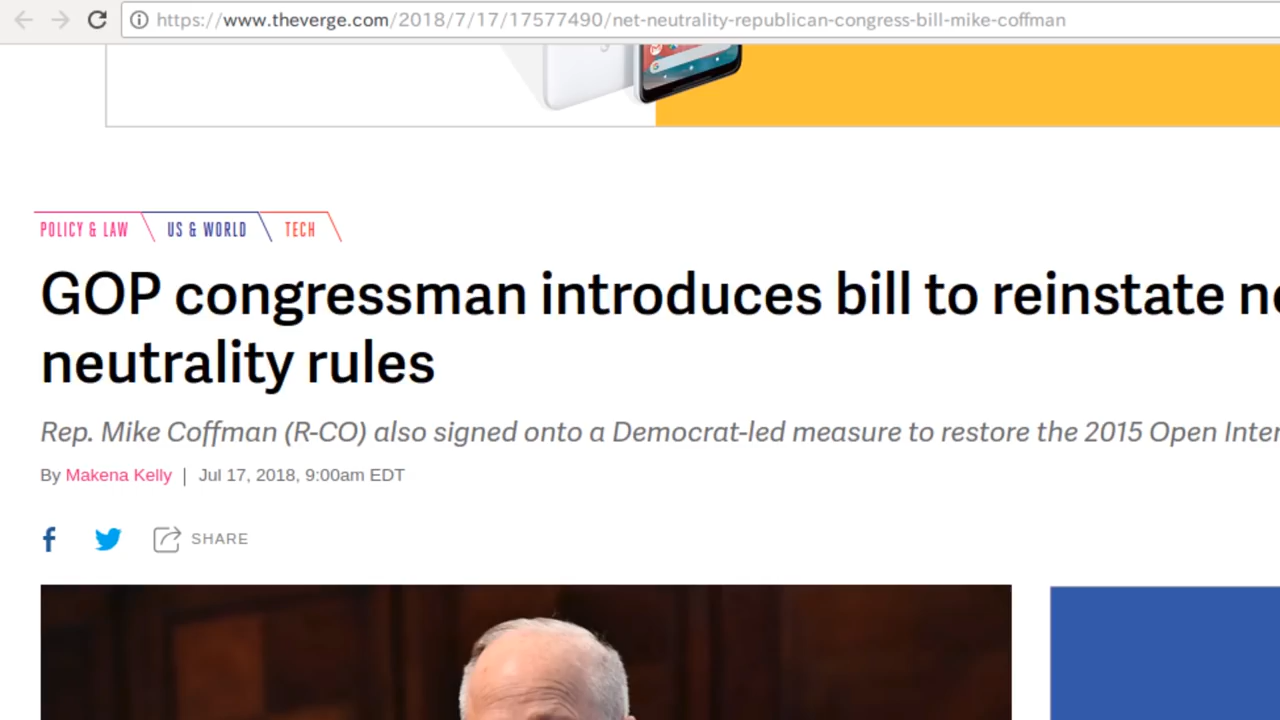 https://www.theverge.com/2018/7/17/17577490/net-neutrality-republican-congress-bill-mike-coffman
POLICY & LAW US & WORLD TECH
GOP congressman introduces bill to reinstate
neutrality rules
Rep. Mike Coffman (R-CO) also signed onto a Democrat-led measure to restore the 2015 Open
By Makena Kelly | Jul 17, 2018, 9:00am EDT
f SHARE